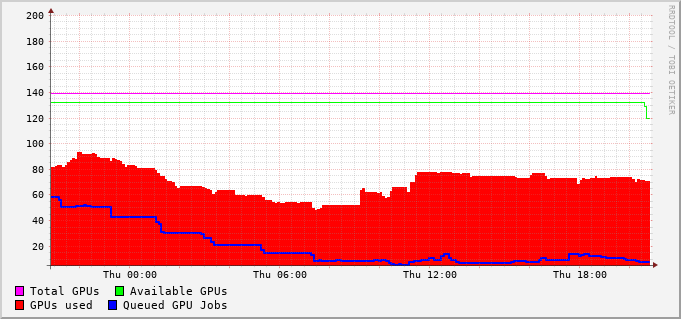 200
180
160
140
120
100
80
60
40
20
Thu 00:00 Thu 06:00 Thu 12:00 Thu 18:00
Total GPUs Available GPUs
GPUs used Queued GPU Jobs
RRDTOOL / TOBI OETIKER